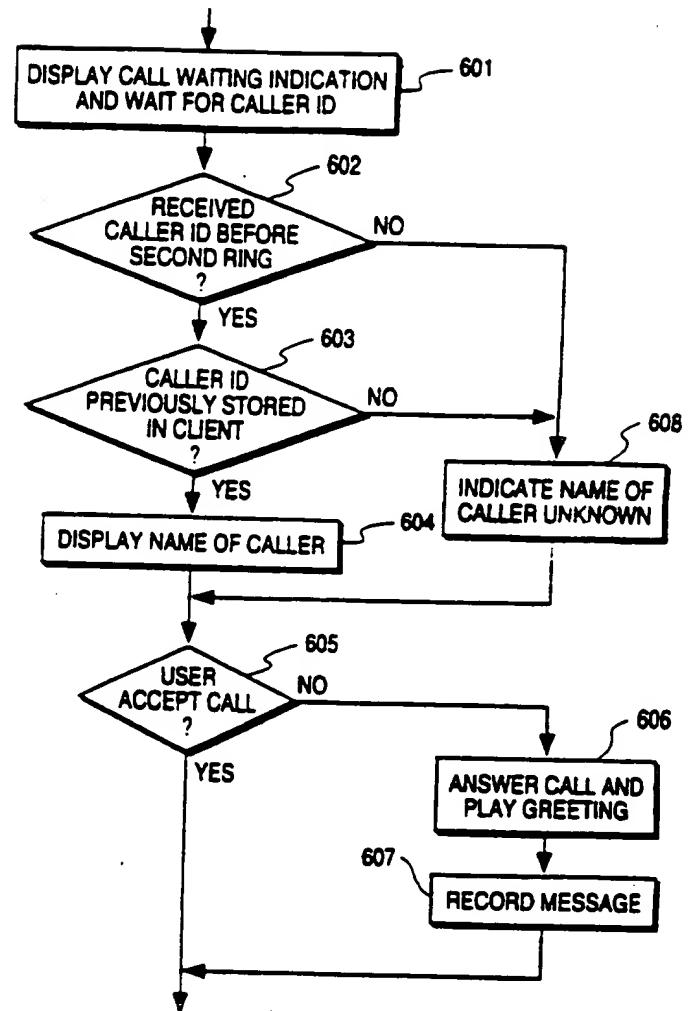 DISPLAY CALL WAITING INDICATION
AND WAIT FOR CALLER ID
601
602
RECEIVED
CALLER ID BEFORE
SECOND RING
?
NO
YES
603
CALLER ID
PREVIOUSLY STORED
IN CLIENT
?
NO
YES
608
INDICATE NAME OF
CALLER UNKNOWN
DISPLAY NAME OF CALLER
604
605
USER
ACCEPT CALL
?
NO
YES
606
ANSWER CALL AND
PLAY GREETING
607
RECORD MESSAGE